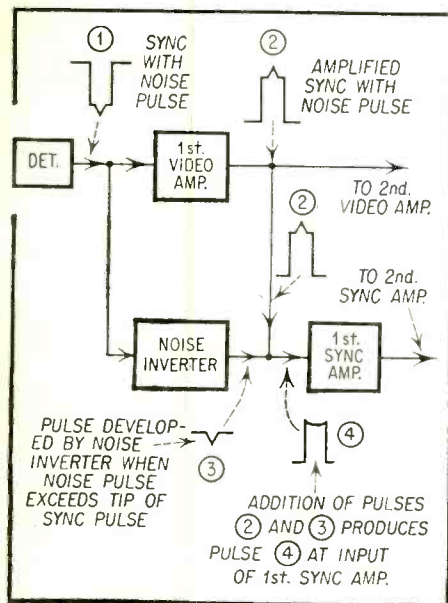 ①
SYNC
WITH
NOISE
PULSE
②
AMPLIFIED
SYNC WITH
NOISE PULSE
DET.
1st.
VIDEO
AMP.
TO 2nd.
VIDEO AMP.
②
TO 2nd.
SYNC AMP.
NOISE
INVERTER
1st.
SYNC
AMP.
PULSE DEVELOP-
ED BY NOISE
INVERTER WHEN
NOISE PULSE
EXCEEDS TIP OF
SYNC PULSE
③
④
ADDITION OF PULSES
② AND ③ PRODUCES
PULSE ④ AT INPUT
OF 1st. SYNC AMP.